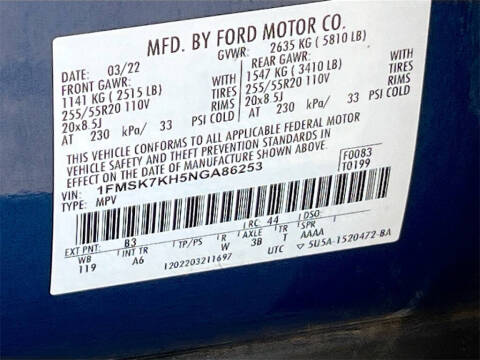 MFD. BY FORD MOTOR CO.
DATE: 03/22 GVWR: 2635 KG ( 5810 LB)
FRONT GAWR: REAR GAWR:
1141 KG ( 2515 LB) WITH 1547 KG ( 3410 LB) WITH
255/55R20 110V TIRES 255/55R20 110V TIRES
20x8.5J RIMS 20x8.5J RIMS
AT 230 kPa/ 33 PSI COLD AT 230 kPa/ 33 PSI COLD
THIS VEHICLE CONFORMS TO ALL APPLICABLE FEDERAL MOTOR
VEHICLE SAFETY AND THEFT PREVENTION STANDARDS IN
EFFECT ON THE DATE OF MANUFACTURE SHOWN ABOVE.
VIN: 1FMSK7KH5NGA86253 F0083
TYPE: MPV T0199
EXT PNT: B3 RC: 44 DSO:
WB INT TR TP/PS R AXLE TR SPR
119 A6 W 3B T AAAA
1202203211697 UTC 5U5A-1520472-BA